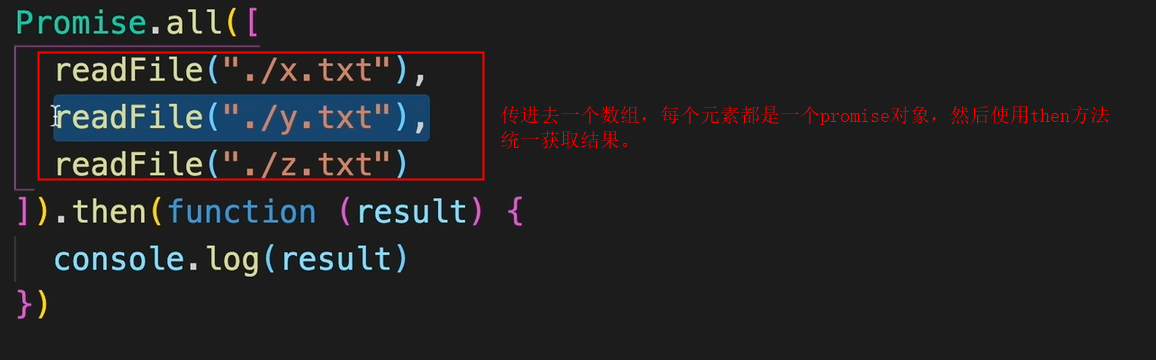 Promise.all([
readFile("./x.txt"),
readFile("./y.txt"),
传进去一个数组，每个元素都是一个promise对象，然后使用then方法
统一获取结果。
readFile("./z.txt")
]).then(function (result) {
console.log(result)
})